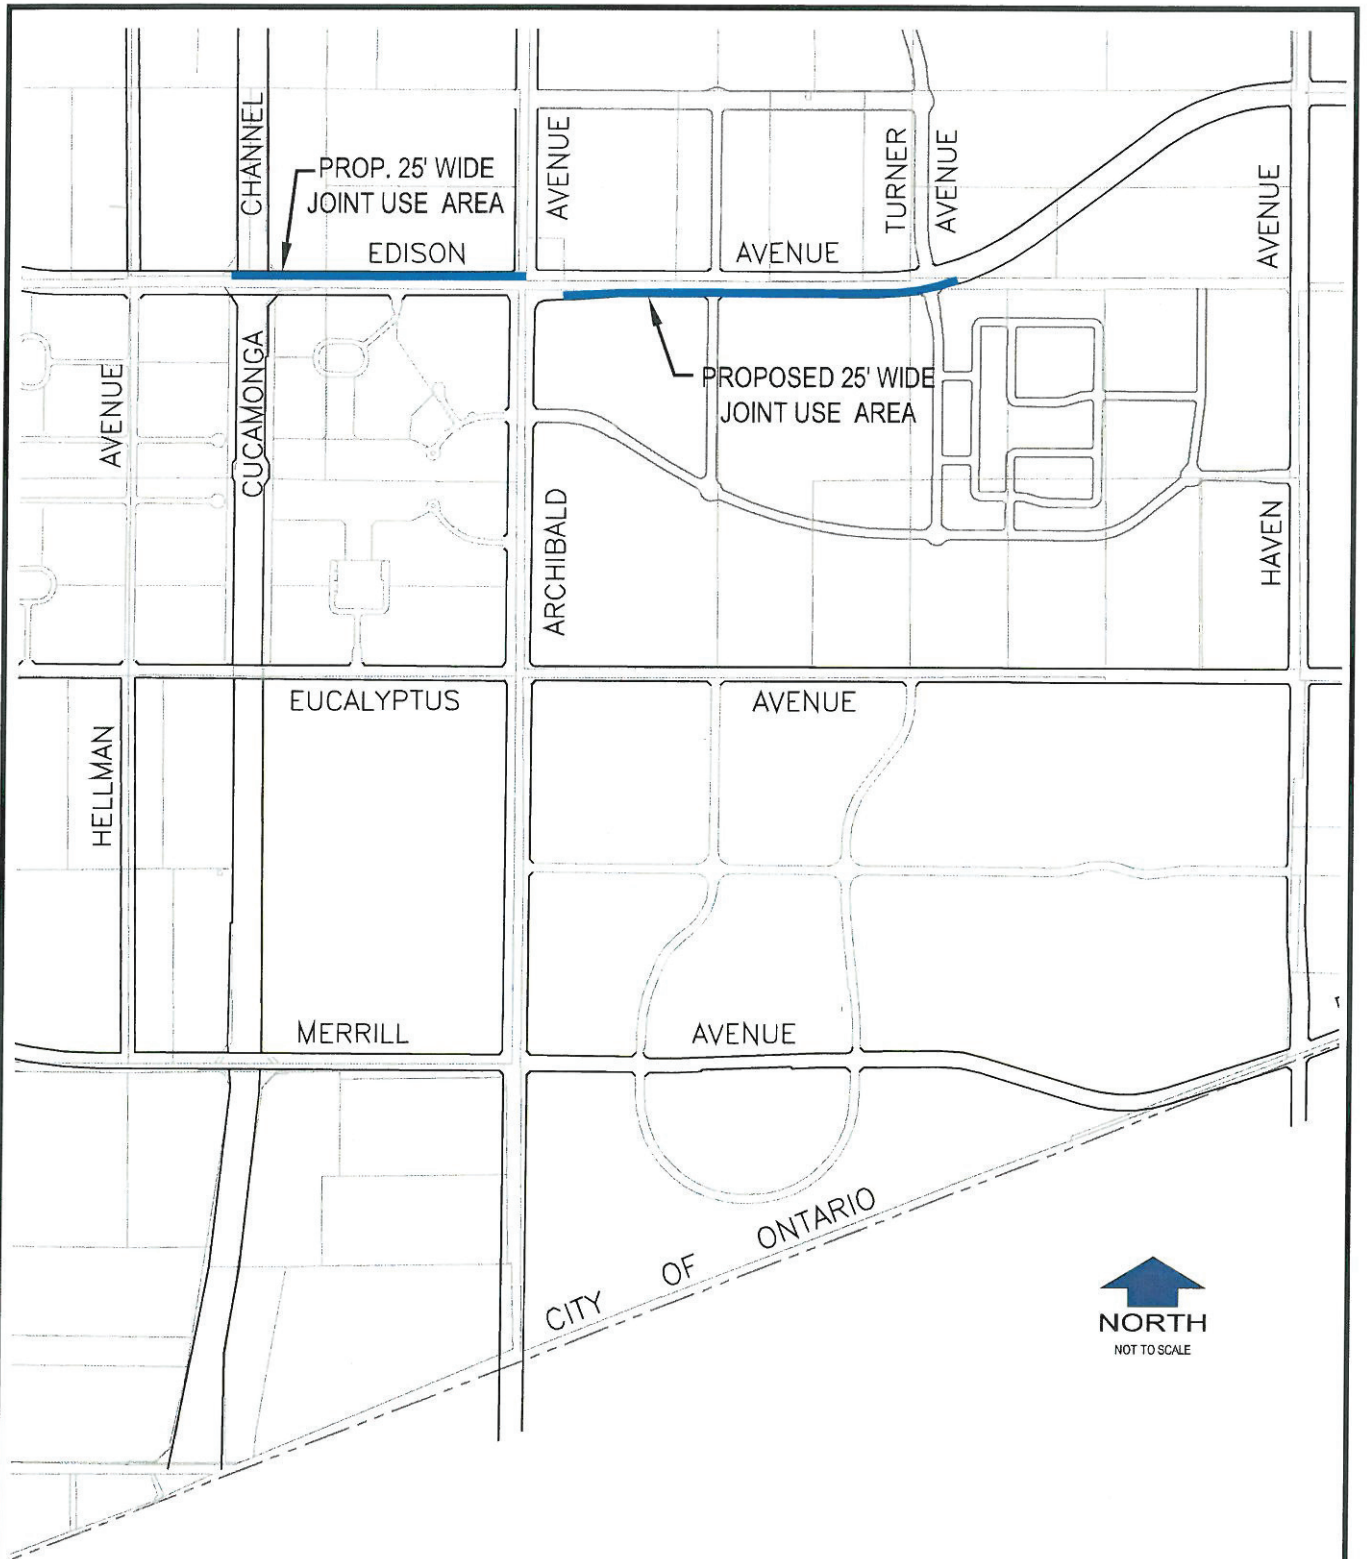 CHANNEL
AVENUE
TURNER
AVENUE
AVENUE
PROP. 25' WIDE
JOINT USE AREA
EDISON
AVENUE
AVENUE
CUCAMONGA
PROPOSED 25' WIDE
JOINT USE AREA
ARCHIBALD
HAVEN
EUCALYPTUS
AVENUE
HELLMAN
MERRILL
AVENUE
CITY OF ONTARIO
NORTH
NOT TO SCALE